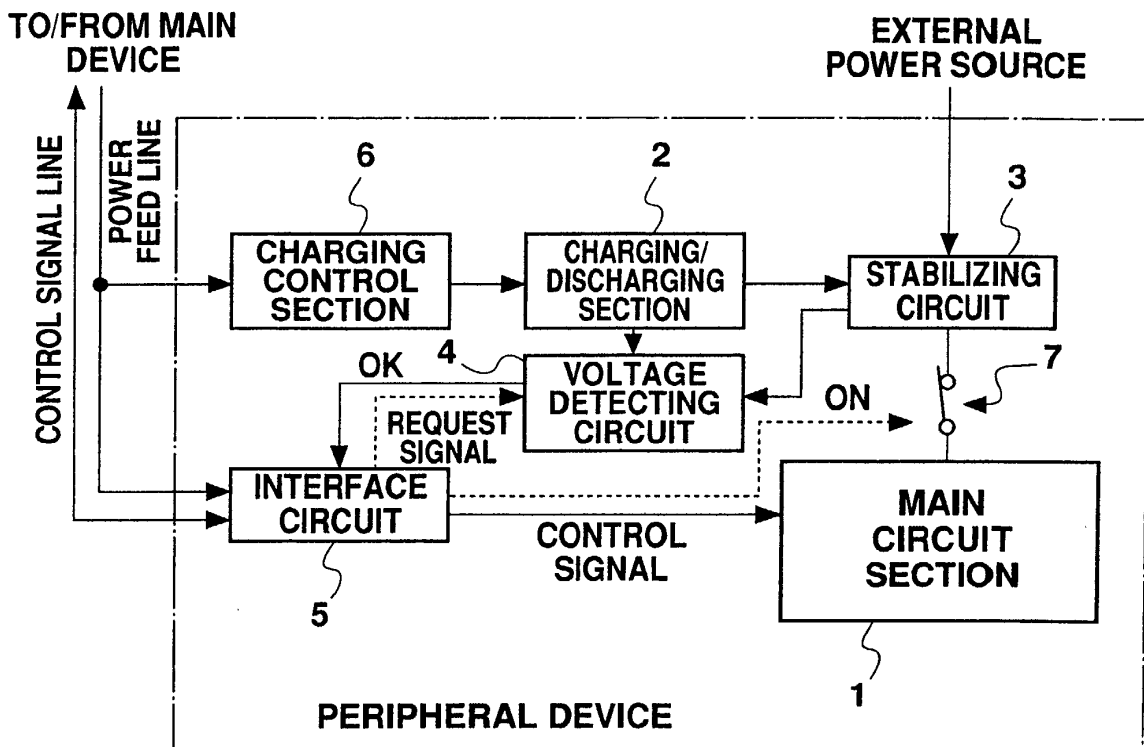 TO/FROM MAIN
DEVICE
EXTERNAL
POWER SOURCE
CONTROL SIGNAL LINE
POWER
FEED LINE
6
2
3
CHARGING
CONTROL
SECTION
CHARGING/
DISCHARGING
SECTION
STABILIZING
CIRCUIT
4
OK
VOLTAGE
DETECTING
CIRCUIT
ON
7
REQUEST
SIGNAL
INTERFACE
CIRCUIT
CONTROL
SIGNAL
MAIN
CIRCUIT
SECTION
5
1
PERIPHERAL DEVICE